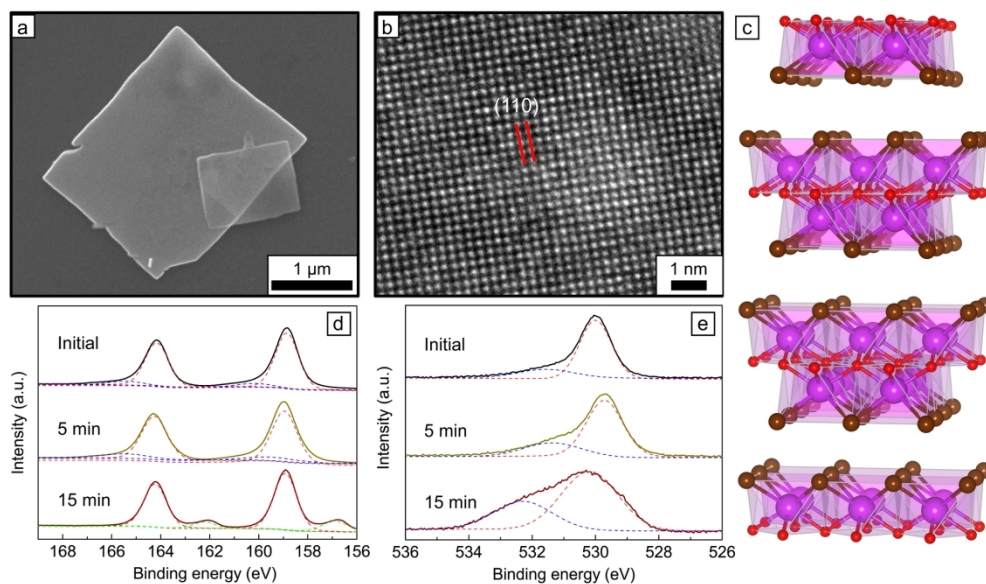 a
1 µm
b
(110)
1 nm
c
d
Initial
5 min
15 min
Intensity (a.u.)
168 166 164 162 160 158 156
Binding energy (eV)
e
Initial
5 min
15 min
Intensity (a.u.)
536 534 532 530 528 526
Binding energy (eV)